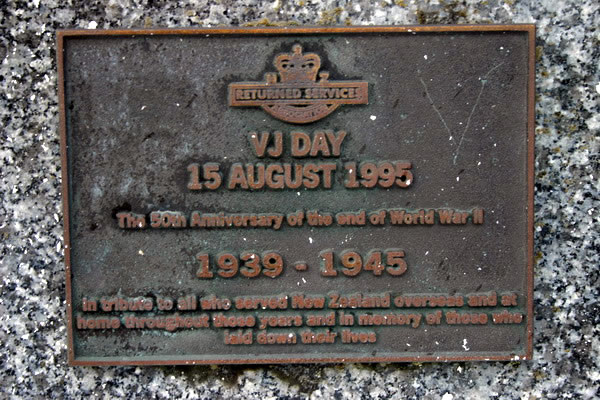 RETURNED SERVICES
VJ DAY
15 AUGUST 1995
The 50th Anniversary of the end of World War II
1939 - 1945
in tribute to all who served New Zealand overseas and at
home throughout these years and in memory of those who
laid down their lives